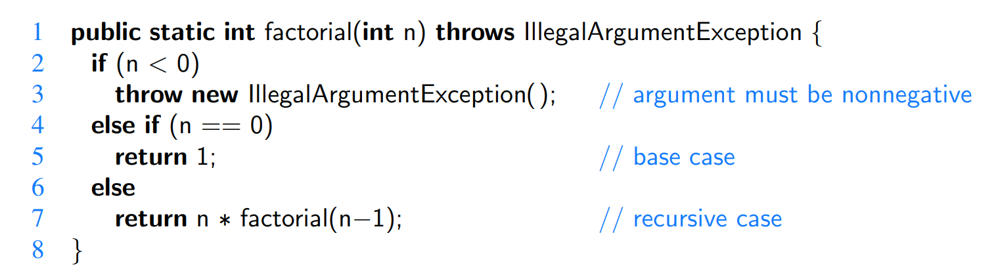 1 public static int factorial(int n) throws IllegalArgumentException {
2 if (n < 0)
3 throw new IllegalArgumentException( ); // argument must be nonnegative
4 else if (n == 0)
5 return 1; // base case
6 else
7 return n ∗ factorial(n−1); // recursive case
8 }